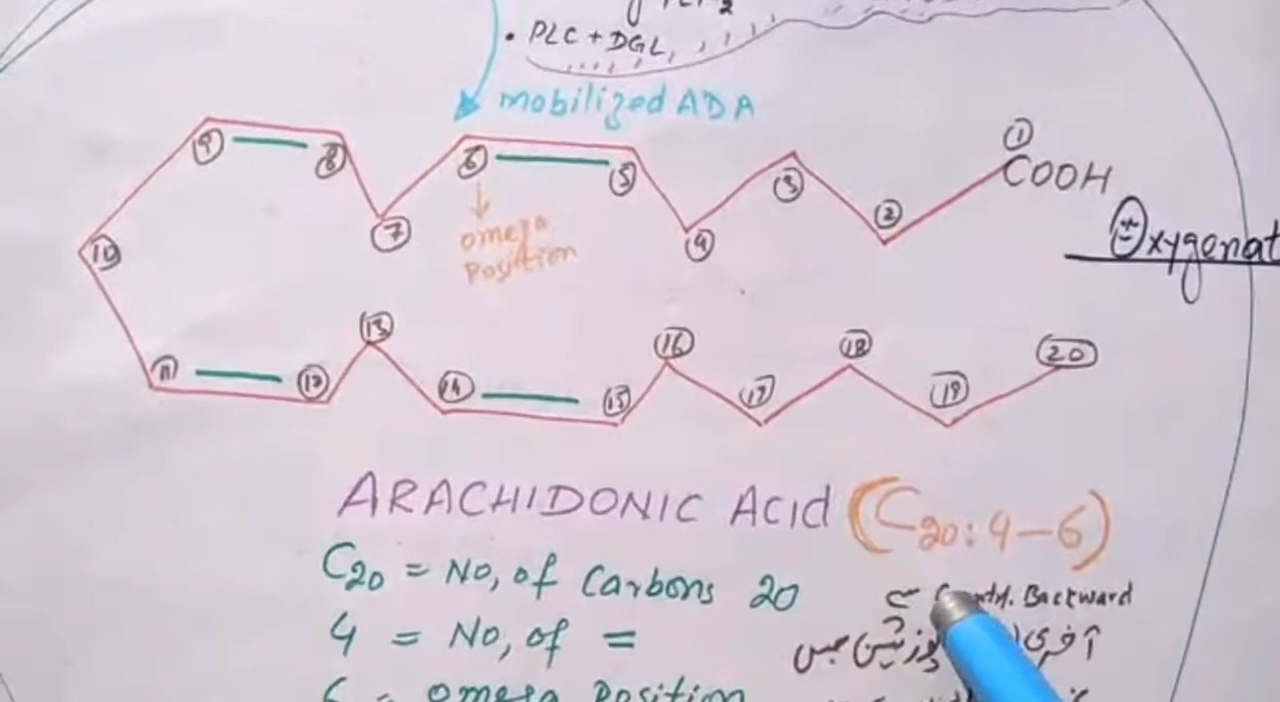 • PLC + DGL
mobilized ADA
①
COOH
⑨ ⑧ ⑥ ⑤ ③ ②
⑦ ④
omega
Position
⑩
Oxygenat
⑪ ⑫ ⑬ ⑭ ⑮ ⑯ ⑰ ⑱ ⑲ ⑳
ARACHIDONIC Acid (C20:4-6)
C20 = No, of Carbons 20
Backward
4 = No, of =
omega position